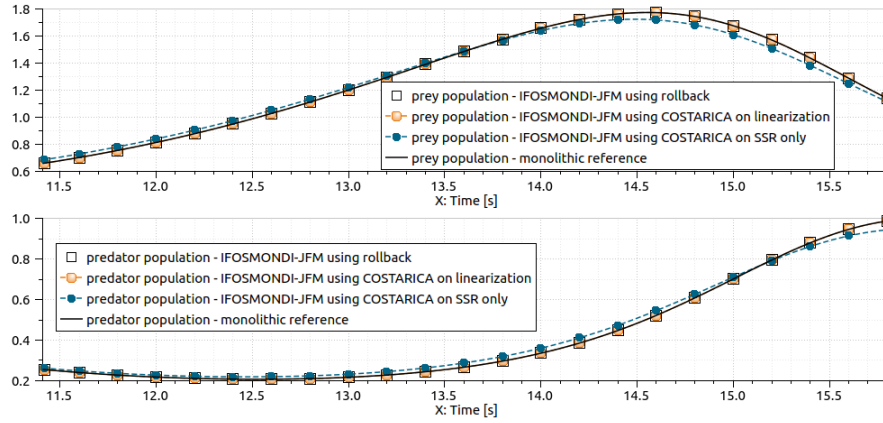 1.8
1.6
1.4
1.2
1.0
0.8
0.6
prey population - IFOSMONDI-JFM using rollback
prey population - IFOSMONDI-JFM using COSTARICA on linearization
prey population - IFOSMONDI-JFM using COSTARICA on SSR only
prey population - monolithic reference
11.5 12.0 12.5 13.0 13.5 14.0 14.5 15.0 15.5
X: Time [s]
1.0
0.8
0.6
0.4
0.2
predator population - IFOSMONDI-JFM using rollback
predator population - IFOSMONDI-JFM using COSTARICA on linearization
predator population - IFOSMONDI-JFM using COSTARICA on SSR only
predator population - monolithic reference
11.5 12.0 12.5 13.0 13.5 14.0 14.5 15.0 15.5
X: Time [s]